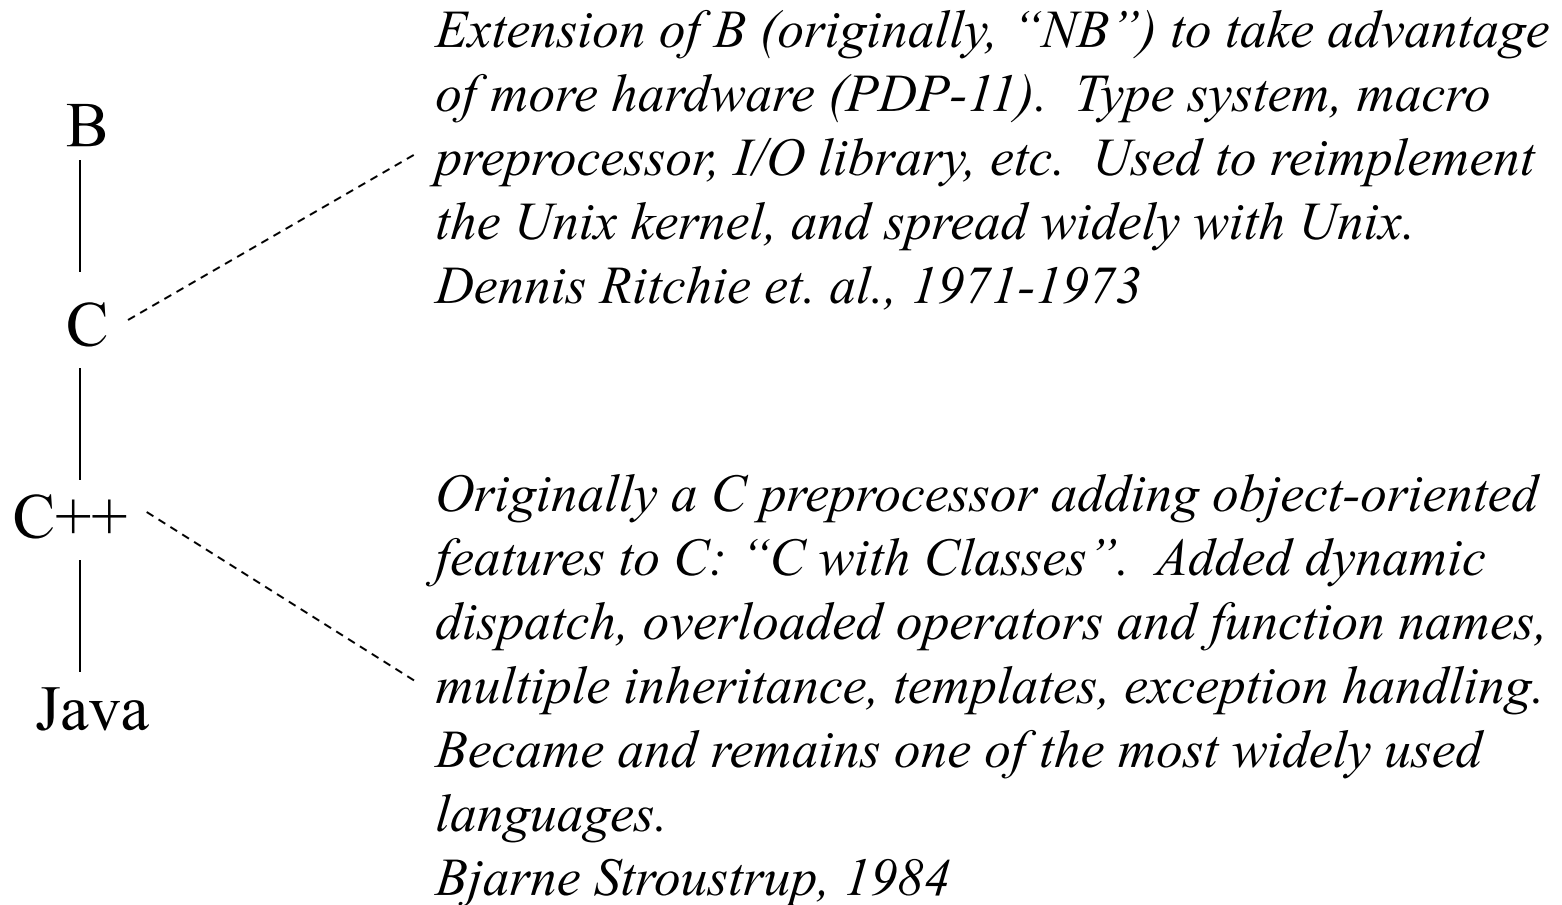 B
C
C++
Java
Extension of B (originally, “NB”) to take advantage
of more hardware (PDP-11).  Type system, macro
preprocessor, I/O library, etc.  Used to reimplement
the Unix kernel, and spread widely with Unix.
Dennis Ritchie et. al., 1971-1973
Originally a C preprocessor adding object-oriented
features to C: “C with Classes”.  Added dynamic
dispatch, overloaded operators and function names,
multiple inheritance, templates, exception handling.
Became and remains one of the most widely used
languages.
Bjarne Stroustrup, 1984